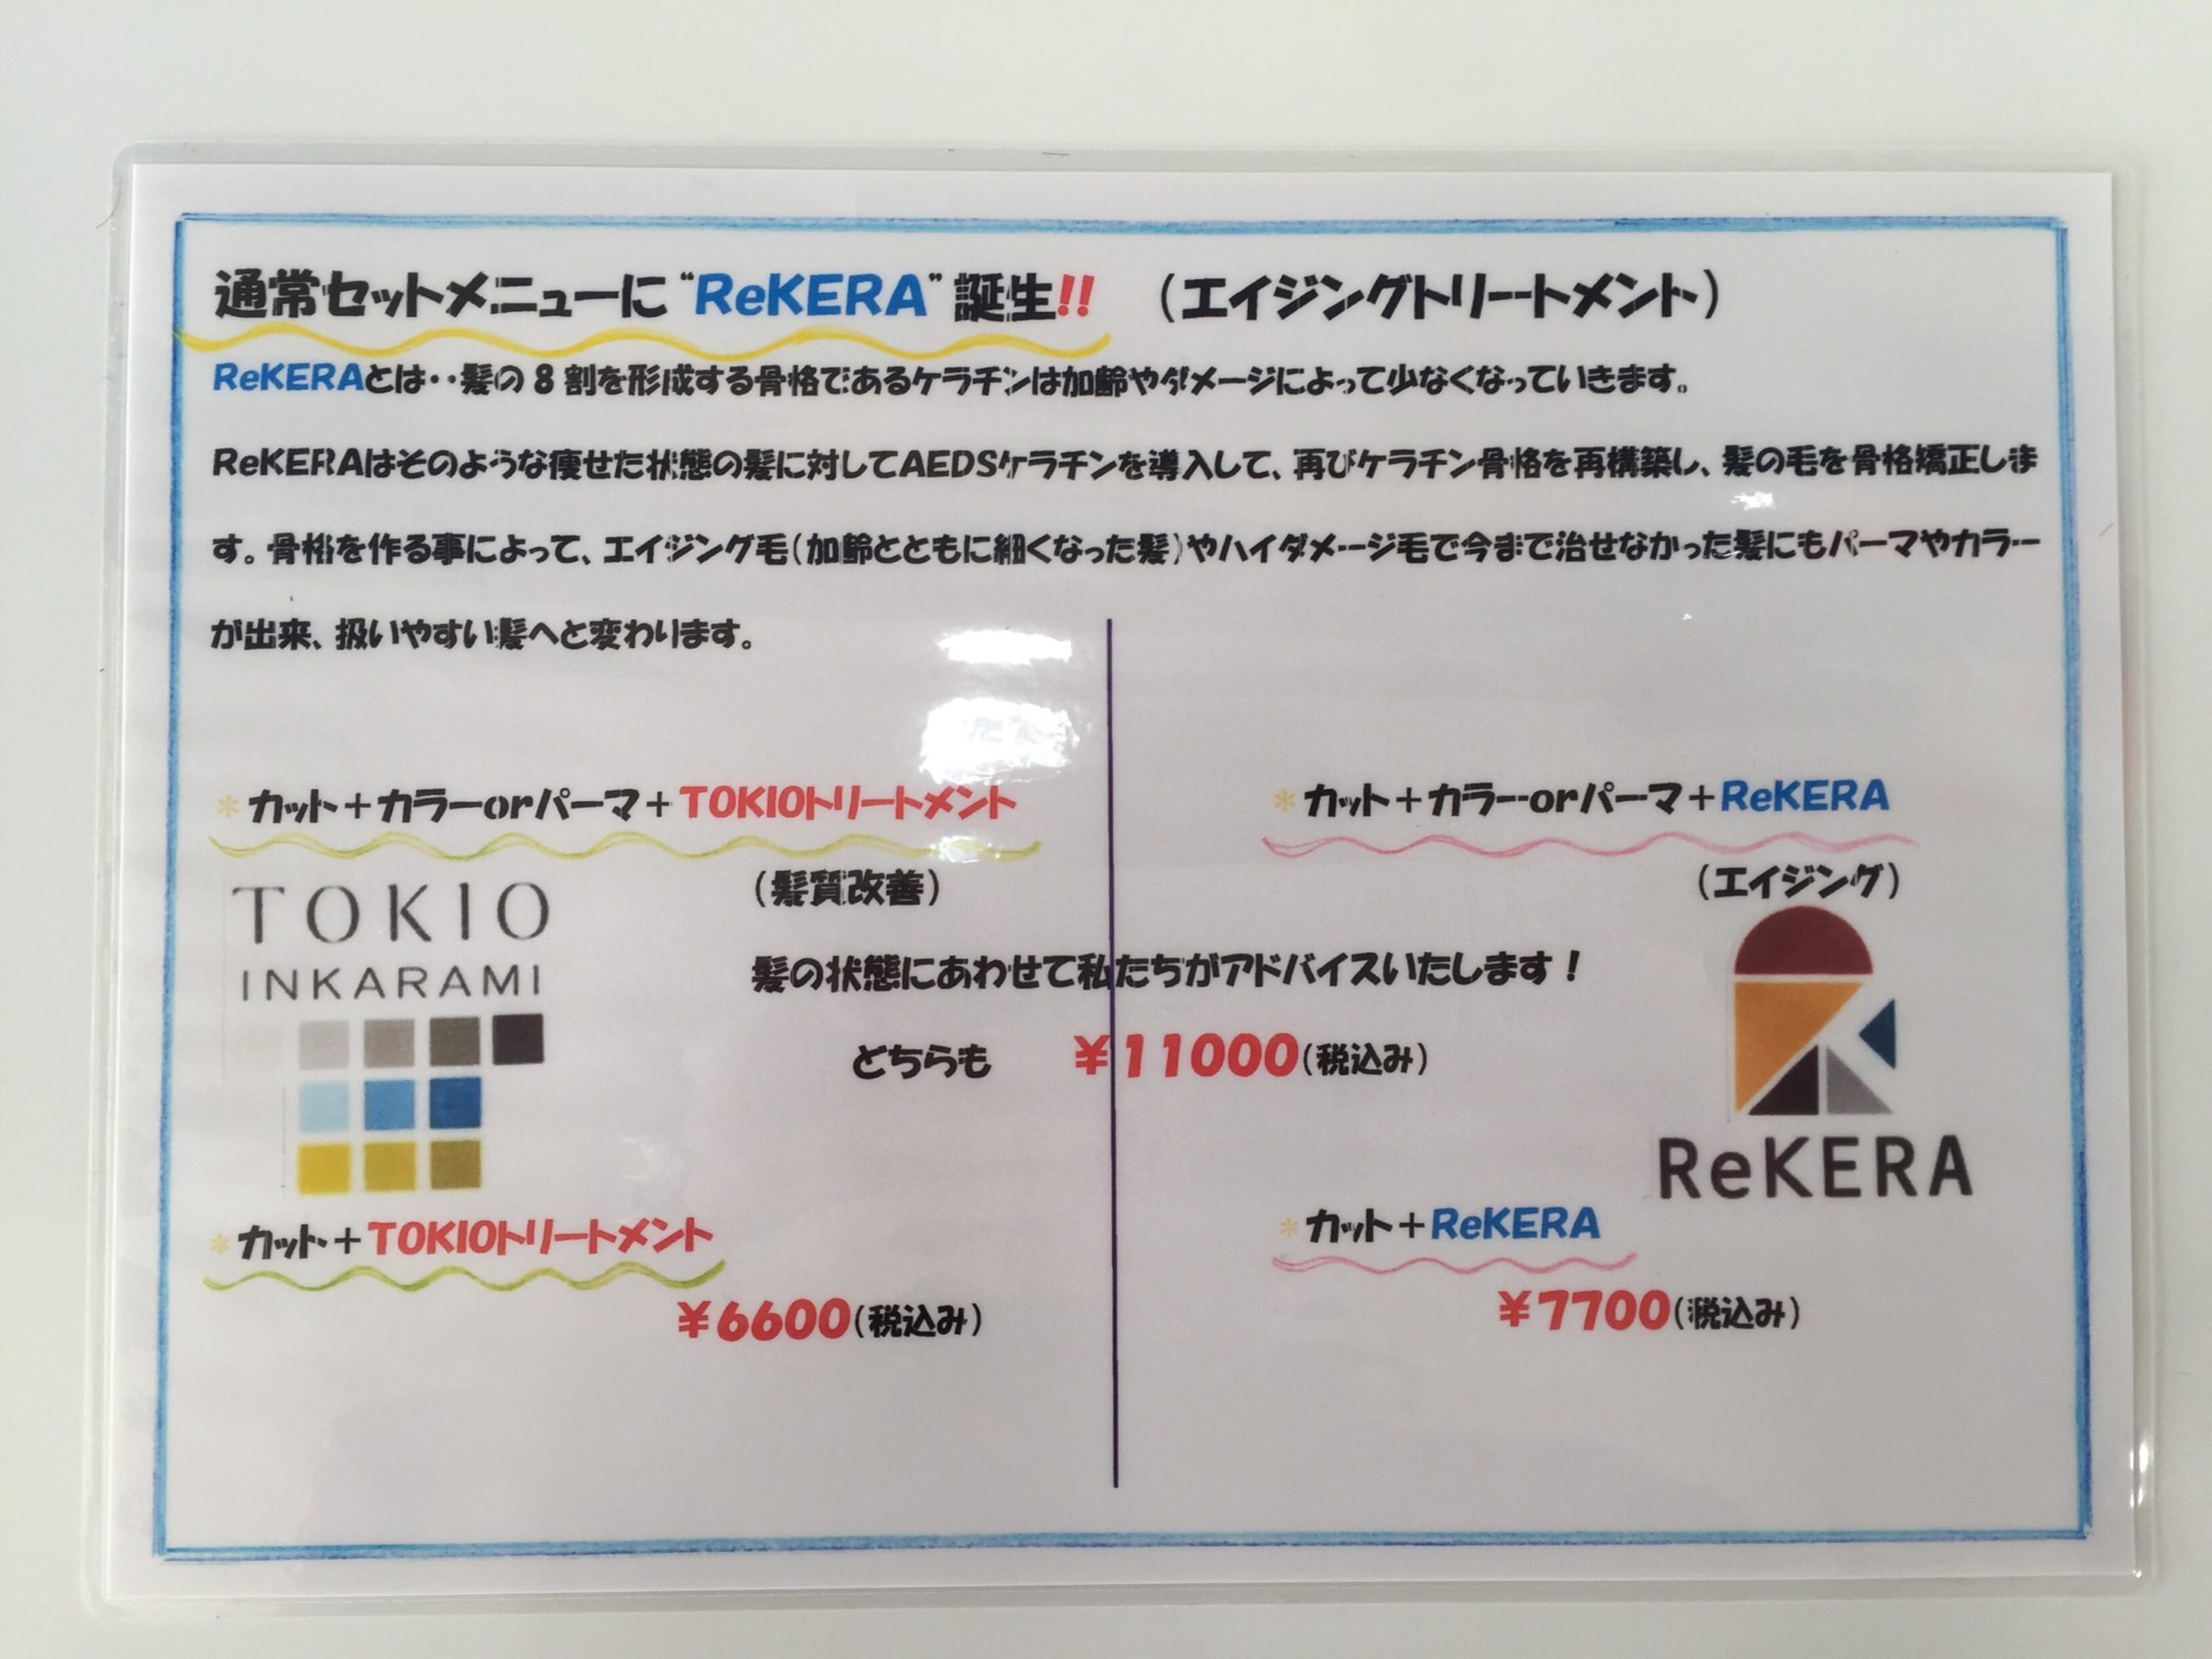 通常セットメニューに“ReKERA”誕生!!　（エイジングトリートメント）
ReKERAとは・・髪の8割を形成する骨格であるケラチンは加齢やダメージによって少なくなっていきます。
ReKERAはそのような痩せた状態の髪に対してAEDSケラチンを導入して、再びケラチン骨格を再構築し、髪の毛を骨格矯正しま
す。骨格を作る事によって、エイジング毛（加齢とともに細くなった髪）やハイダメージ毛で今まで治せなかった髪にもパーマやカラー
が出来、扱いやすい髪へと変わります。
*カット＋カラーorパーマ＋TOKIOトリートメント
（髪質改善）
*カット＋カラーorパーマ＋ReKERA
（エイジング）
TOKIO
INKARAMI
髪の状態にあわせて私たちがアドバイスいたします！
どちらも　￥11000（税込み）
ReKERA
*カット＋TOKIOトリートメント
￥6600（税込み）
*カット＋ReKERA
￥7700（税込み）